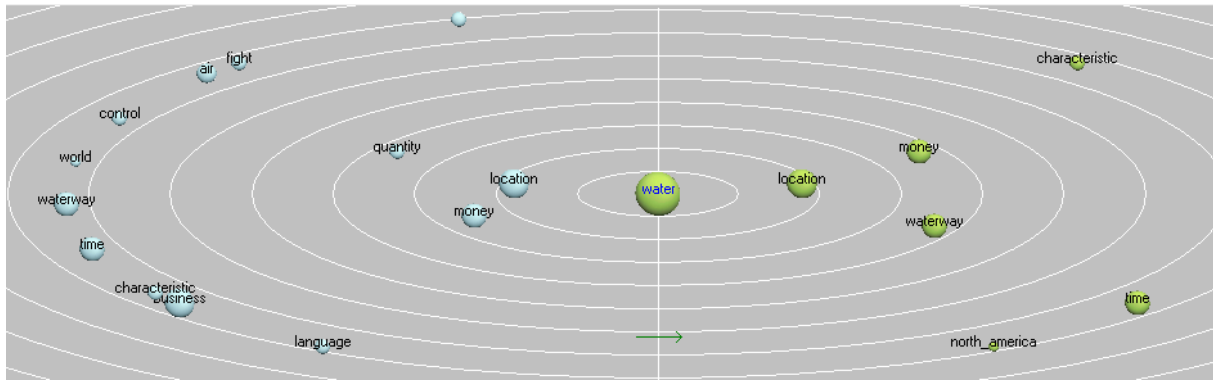 fight
air
characteristic
control
quantity
money
world
location
water
location
waterway
money
waterway
time
characteristic
business
time
language
north_america